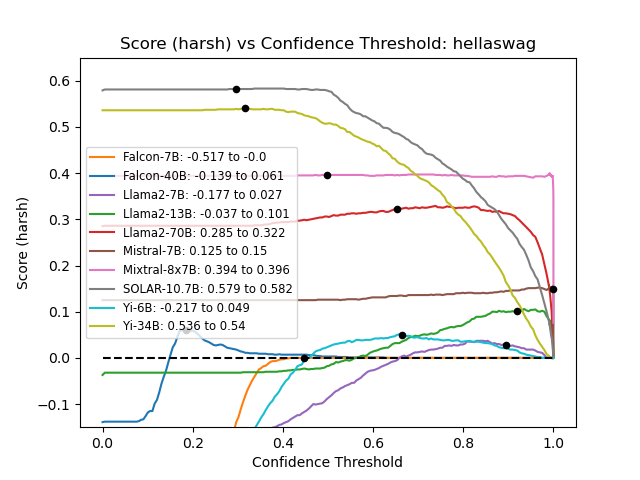 Score (harsh) vs Confidence Threshold: hellaswag
Score (harsh)
0.6
0.5
0.4
0.3
0.2
0.1
0.0
−0.1
Falcon-7B: -0.517 to -0.0
Falcon-40B: -0.139 to 0.061
Llama2-7B: -0.177 to 0.027
Llama2-13B: -0.037 to 0.101
Llama2-70B: 0.285 to 0.322
Mistral-7B: 0.125 to 0.15
Mixtral-8x7B: 0.394 to 0.396
SOLAR-10.7B: 0.579 to 0.582
Yi-6B: -0.217 to 0.049
Yi-34B: 0.536 to 0.54
0.0 0.2 0.4 0.6 0.8 1.0
Confidence Threshold